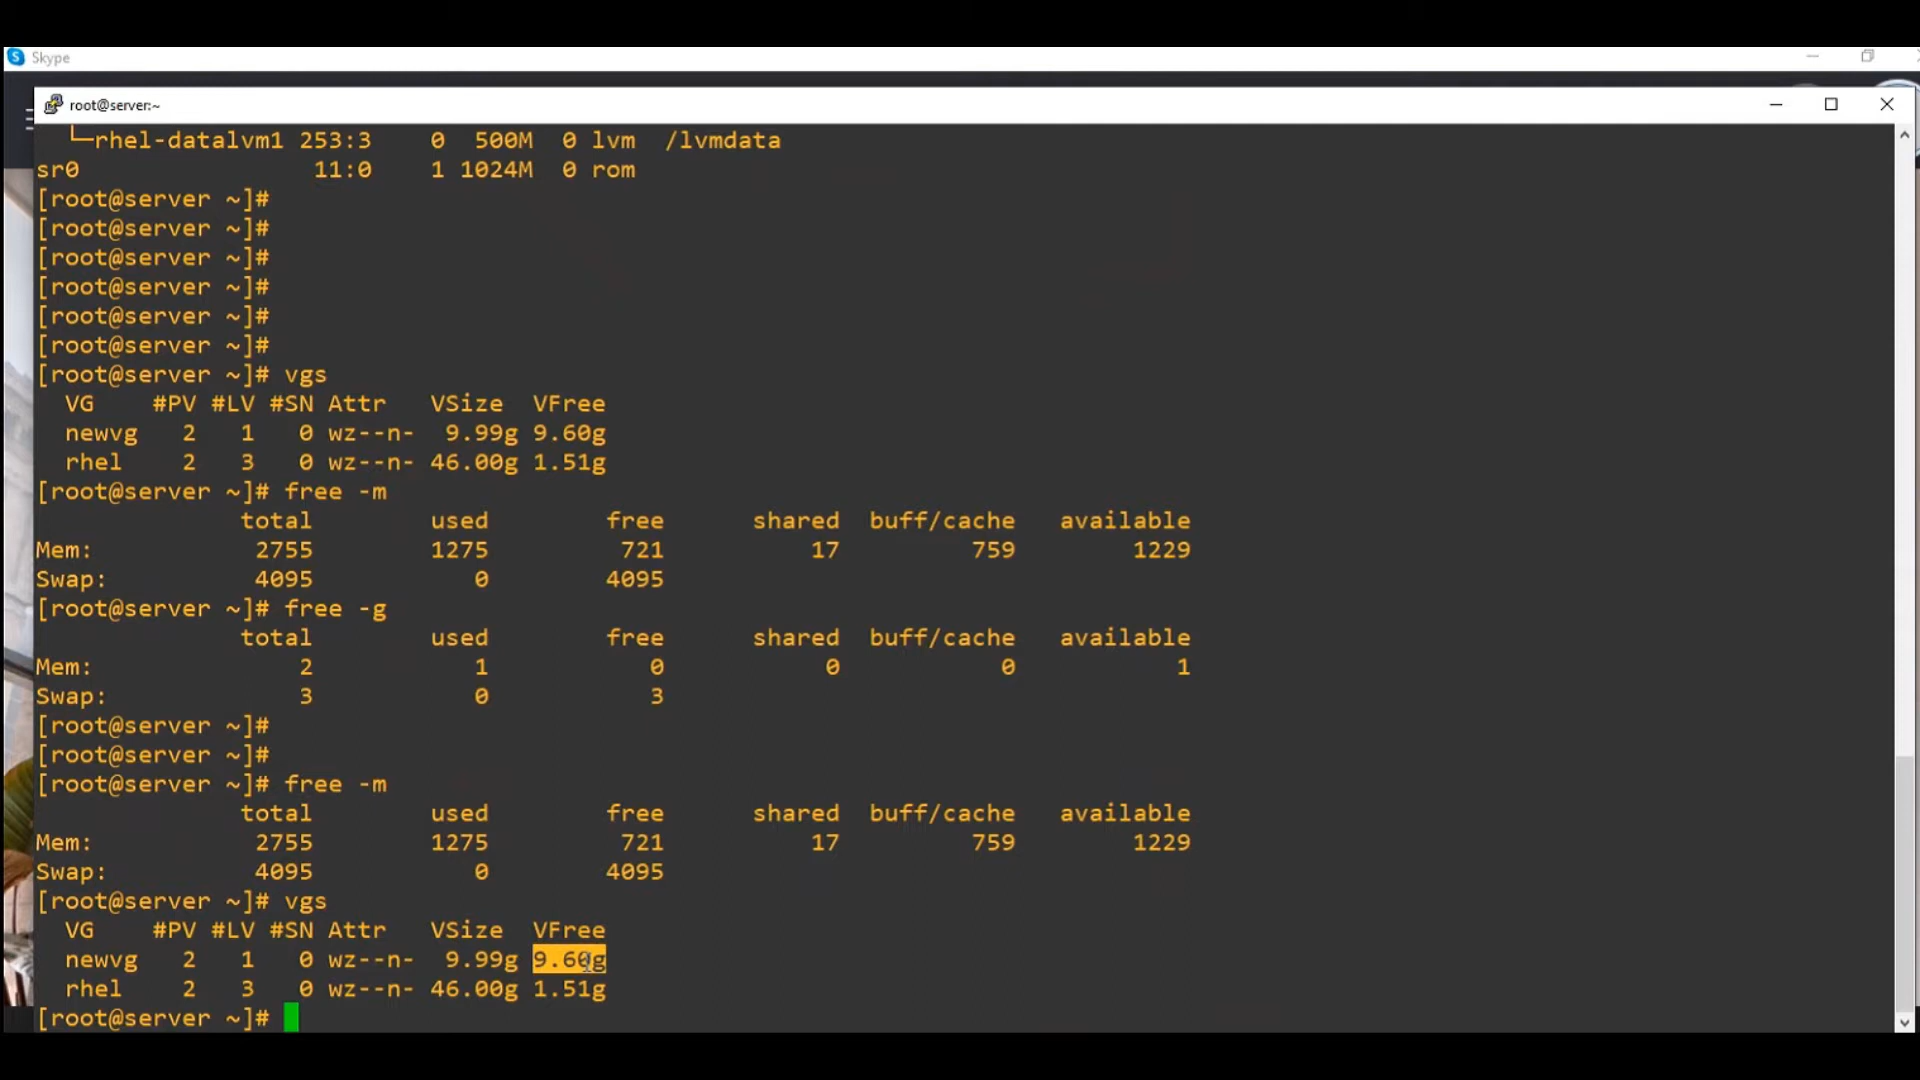 Skype
root@server:~
└─rhel-datalvm1 253:3    0  500M  0 lvm  /lvmdata
sr0                11:0    1 1024M  0 rom
[root@server ~]#
[root@server ~]#
[root@server ~]#
[root@server ~]#
[root@server ~]#
[root@server ~]#
[root@server ~]# vgs
  VG    #PV #LV #SN Attr   VSize  VFree
  newvg   2   1   0 wz--n-  9.99g 9.60g
  rhel    2   3   0 wz--n- 46.00g 1.51g
[root@server ~]# free -m
              total        used        free      shared  buff/cache   available
Mem:           2755        1275         721          17         759        1229
Swap:          4095           0        4095
[root@server ~]# free -g
              total        used        free      shared  buff/cache   available
Mem:              2           1           0           0           0           1
Swap:             3           0           3
[root@server ~]#
[root@server ~]#
[root@server ~]# free -m
              total        used        free      shared  buff/cache   available
Mem:           2755        1275         721          17         759        1229
Swap:          4095           0        4095
[root@server ~]# vgs
  VG    #PV #LV #SN Attr   VSize  VFree
  newvg   2   1   0 wz--n-  9.99g 9.60g
  rhel    2   3   0 wz--n- 46.00g 1.51g
[root@server ~]#